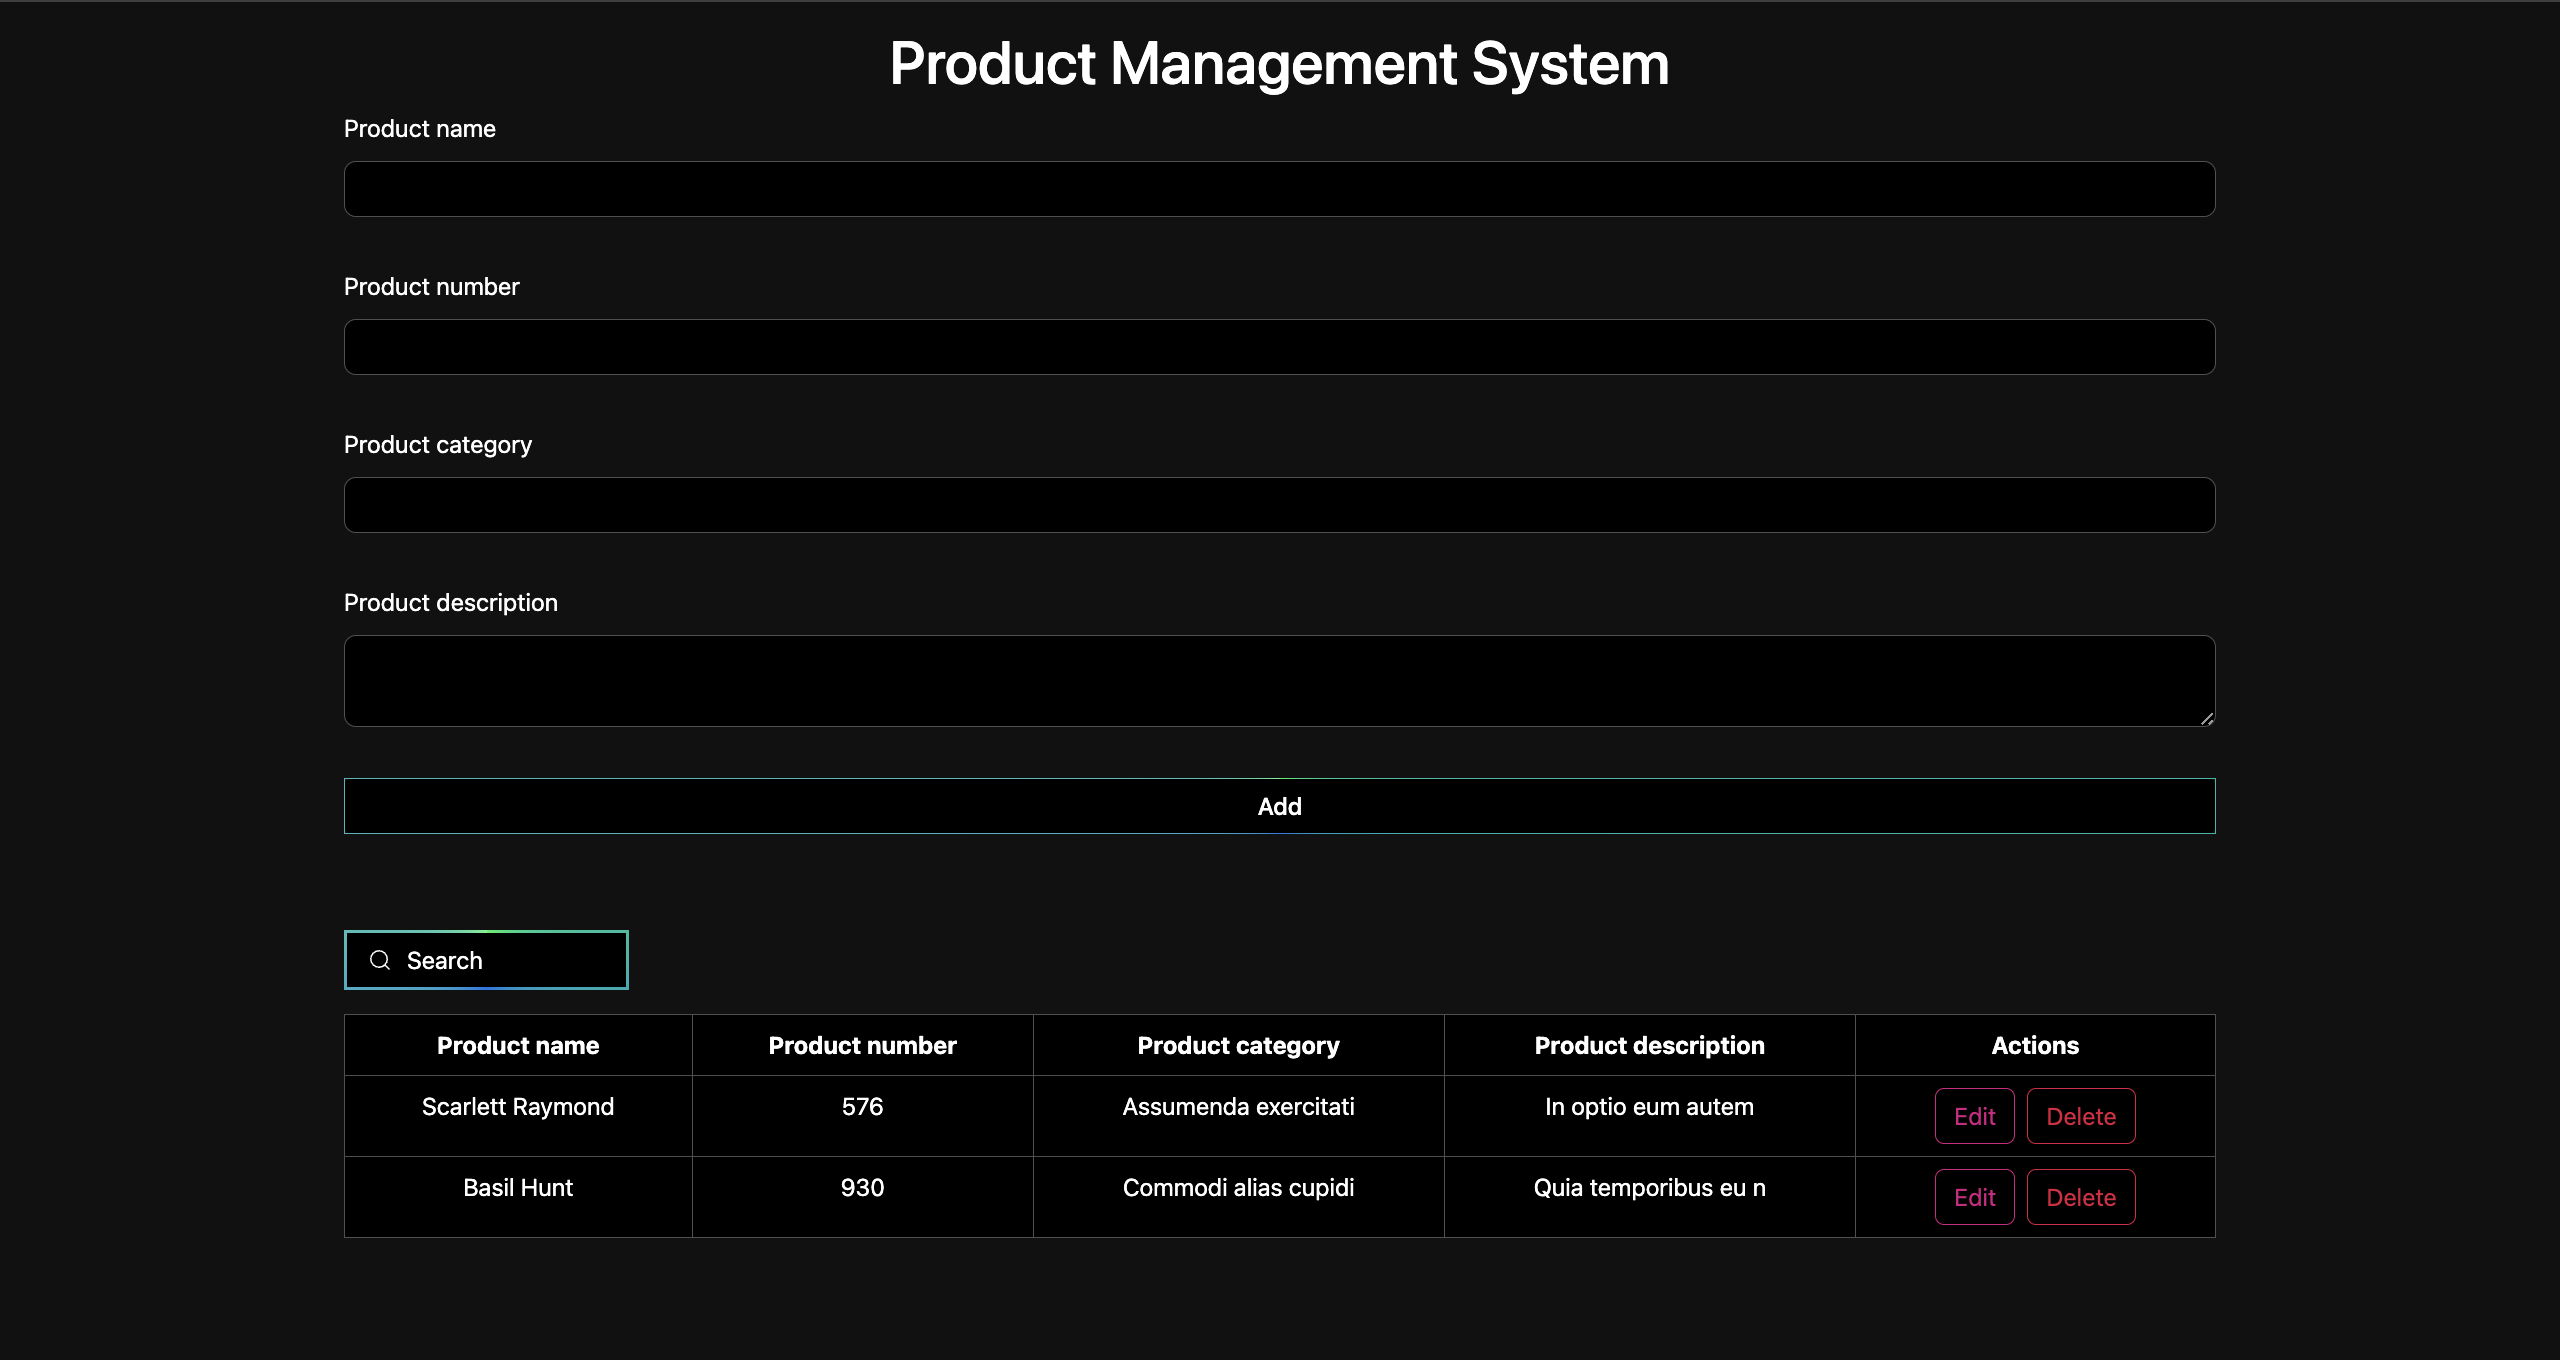 Product Management System
Product name
Product number
Product category
Product description
Add
Search
Product name Product number Product category Product description Actions
Scarlett Raymond 576 Assumenda exercitati In optio eum autem Edit Delete
Basil Hunt 930 Commodi alias cupidi Quia temporibus eu n Edit Delete